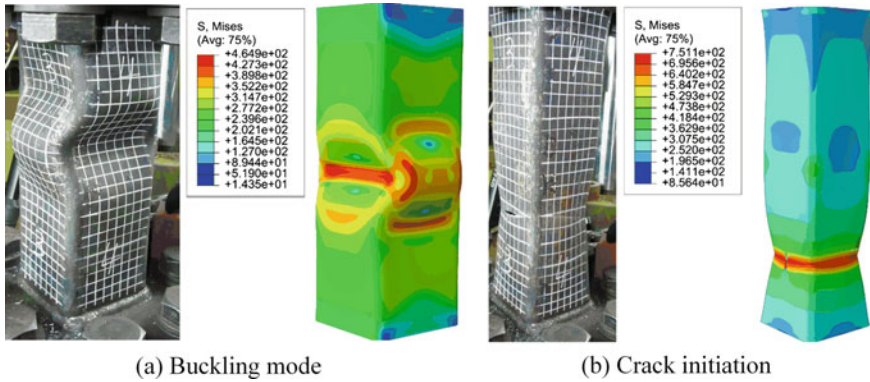 S, Mises
(Avg: 75%)
+4.649e+02
+4.273e+02
+3.898e+02
+3.522e+02
+3.147e+02
+2.772e+02
+2.396e+02
+2.021e+02
+1.645e+02
+1.270e+02
+8.944e+01
+5.190e+01
+1.435e+01
S, Mises
(Avg: 75%)
+7.511e+02
+6.956e+02
+6.402e+02
+5.847e+02
+5.293e+02
+4.738e+02
+4.184e+02
+3.629e+02
+3.075e+02
+2.520e+02
+1.965e+02
+1.411e+02
+8.564e+01
(a) Buckling mode
(b) Crack initiation